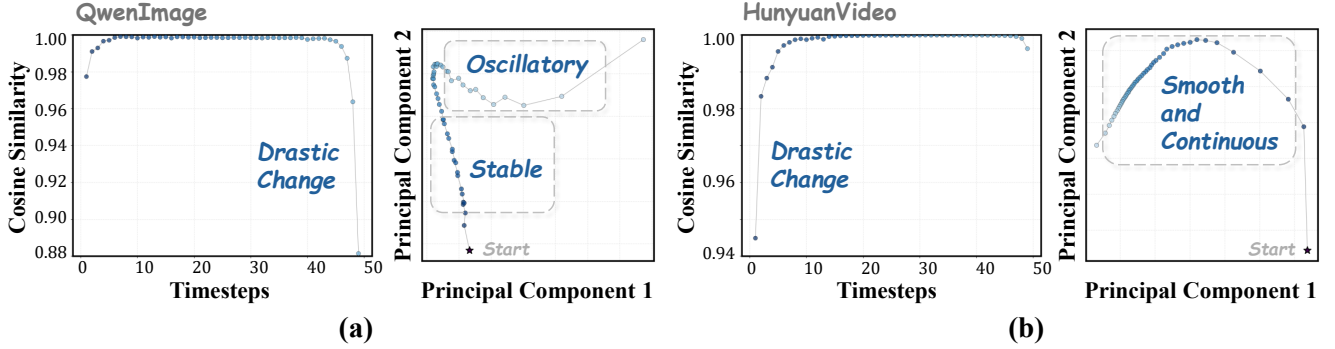 QwenImage
Cosine Similarity
1.00
0.98
0.96
0.94
0.92
0.90
0.88
Drastic
Change
0 10 20 30 40 50
Timesteps
Principal Component 2
Oscillatory
Stable
Start
Principal Component 1
(a)
HunyuanVideo
Cosine Similarity
1.00
0.98
0.96
0.94
Drastic
Change
0 10 20 30 40 50
Timesteps
Principal Component 2
Smooth
and
Continuous
Start
Principal Component 1
(b)